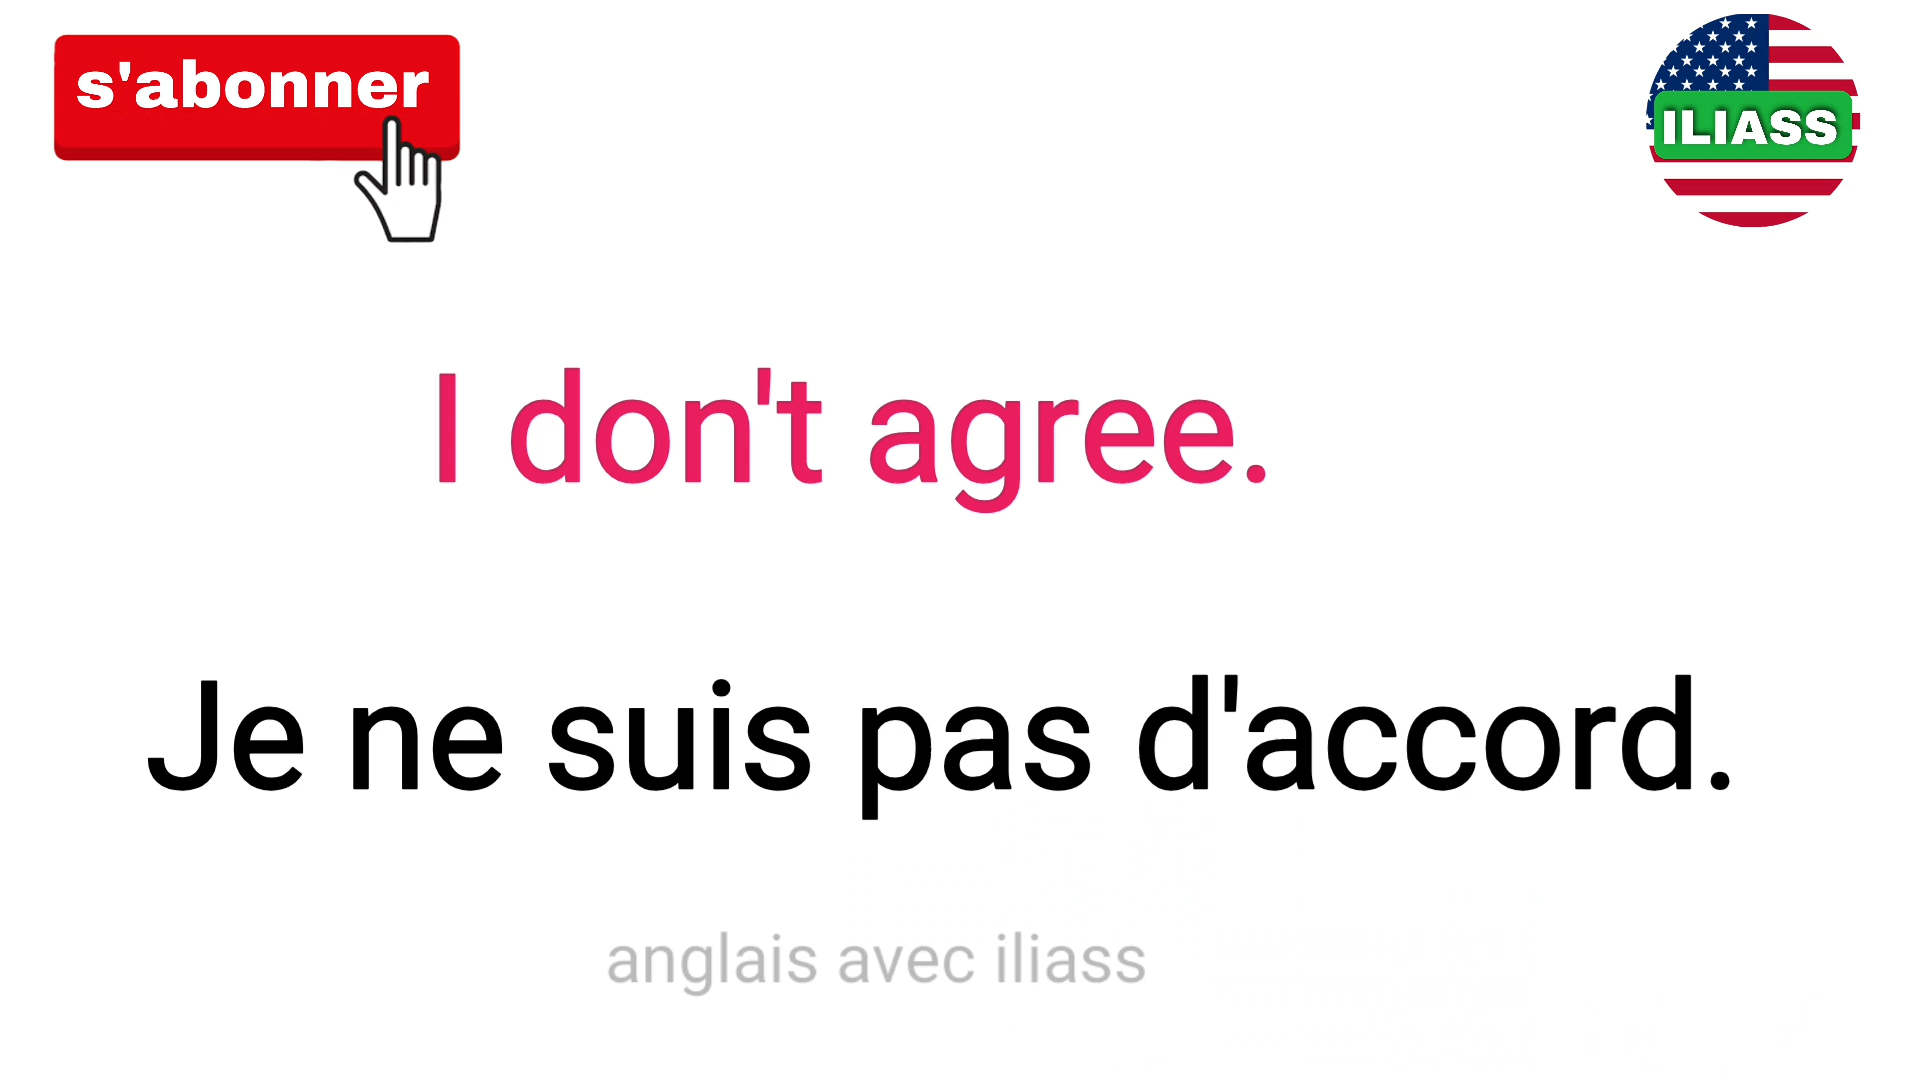 s'abonner
ILIASS
I don't agree.
Je ne suis pas d'accord.
anglais avec iliass